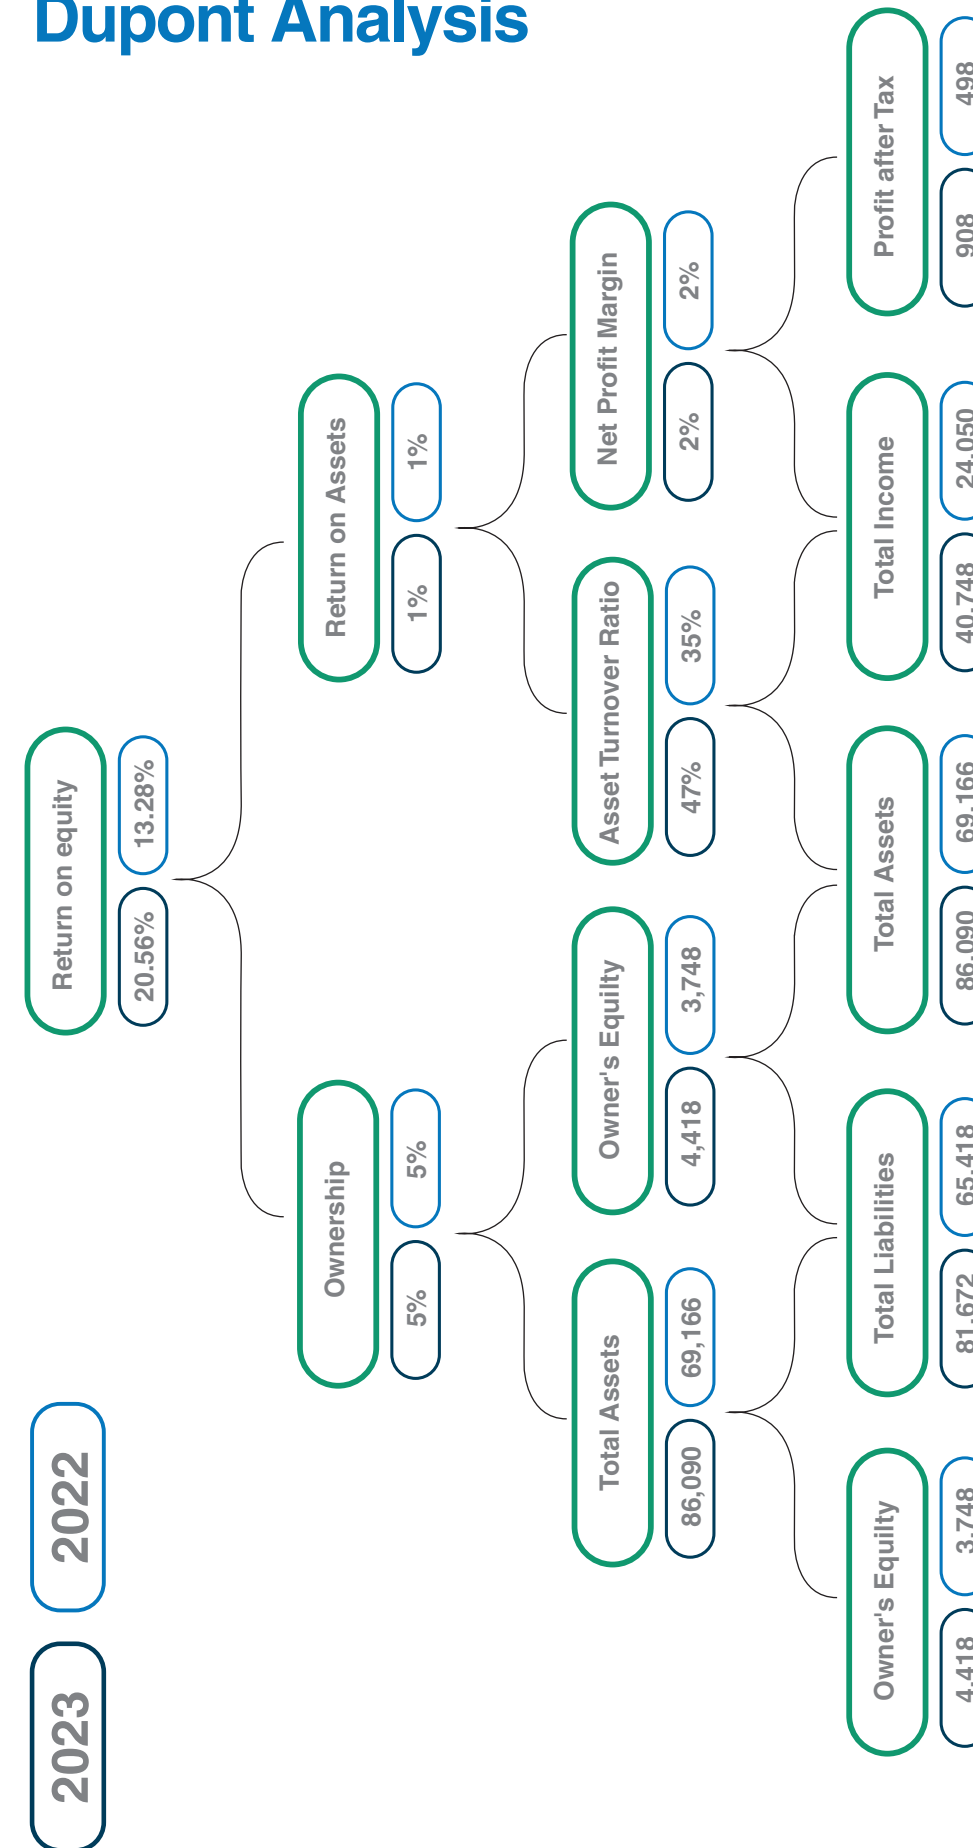 Dupont Analysis
2023
2022
Return on equity
20.56%
13.28%
Ownership
5%
5%
Return on Assets
1%
1%
Total Assets
86,090
69,166
Owner's Equilty
4,418
3,748
Asset Turnover Ratio
47%
35%
Net Profit Margin
2%
2%
Owner's Equilty
4,418
3,748
Total Liabilities
81,672
65,418
Total Assets
86,090
69,166
Total Income
40,748
24,050
Profit after Tax
908
498